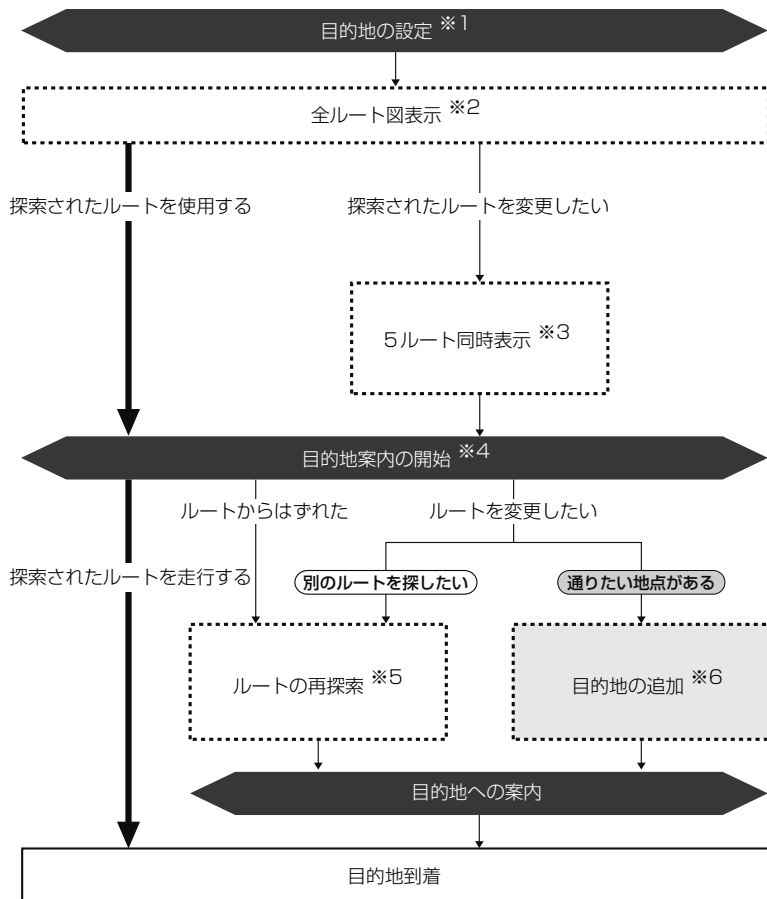 目的地の設定 ※1
全ルート図表示 ※2
探索されたルートを使用する
探索されたルートを変更したい
5ルート同時表示 ※3
目的地案内の開始 ※4
ルートからはずれた
ルートを変更したい
探索されたルートを走行する
別のルートを探したい
通りたい地点がある
ルートの再探索 ※5
目的地の追加 ※6
目的地への案内
目的地到着